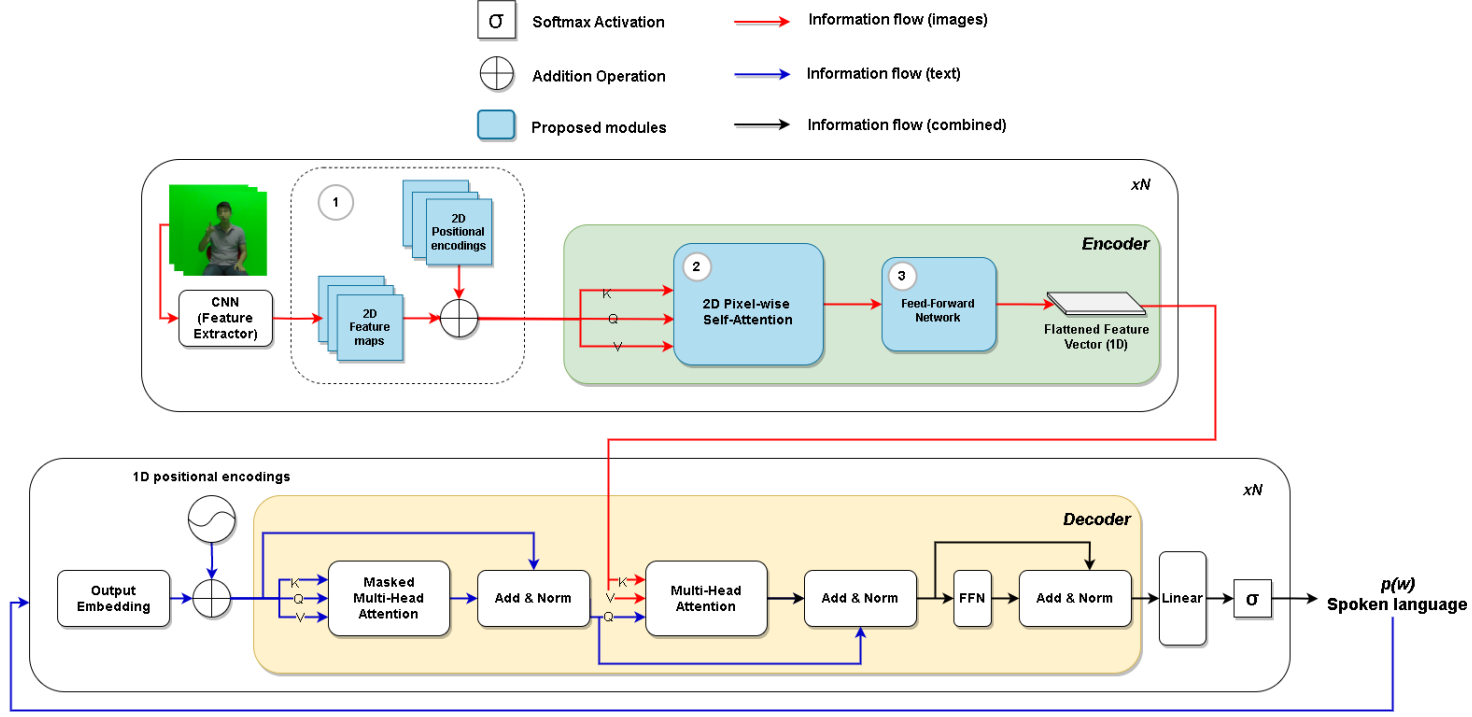 σ
Softmax Activation
Information flow (images)
Addition Operation
Information flow (text)
Proposed modules
Information flow (combined)
xN
1
2D
Positional
encodings
CNN
(Feature
Extractor)
2D
Feature
maps
Encoder
K
Q
V
2
2D Pixel-wise
Self-Attention
3
Feed-Forward
Network
Flattened Feature
Vector (1D)
xN
1D positional encodings
Decoder
Output
Embedding
K
Q
V
Masked
Multi-Head
Attention
Add & Norm
K
V
Q
Multi-Head
Attention
Add & Norm
FFN
Add & Norm
Linear
σ
p(w)
Spoken language